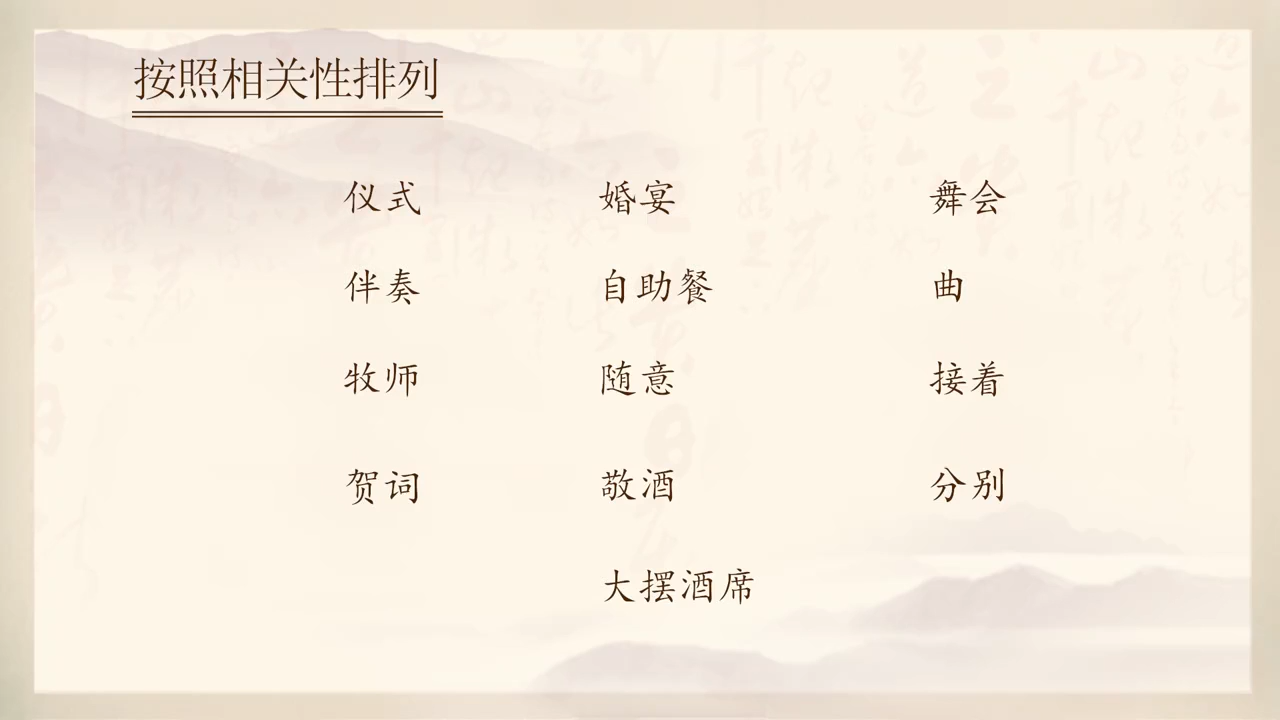 按照相关性排列
仪式 婚宴 舞会
伴奏 自助餐 曲
牧师 随意 接着
贺词 敬酒 分别
大摆酒席